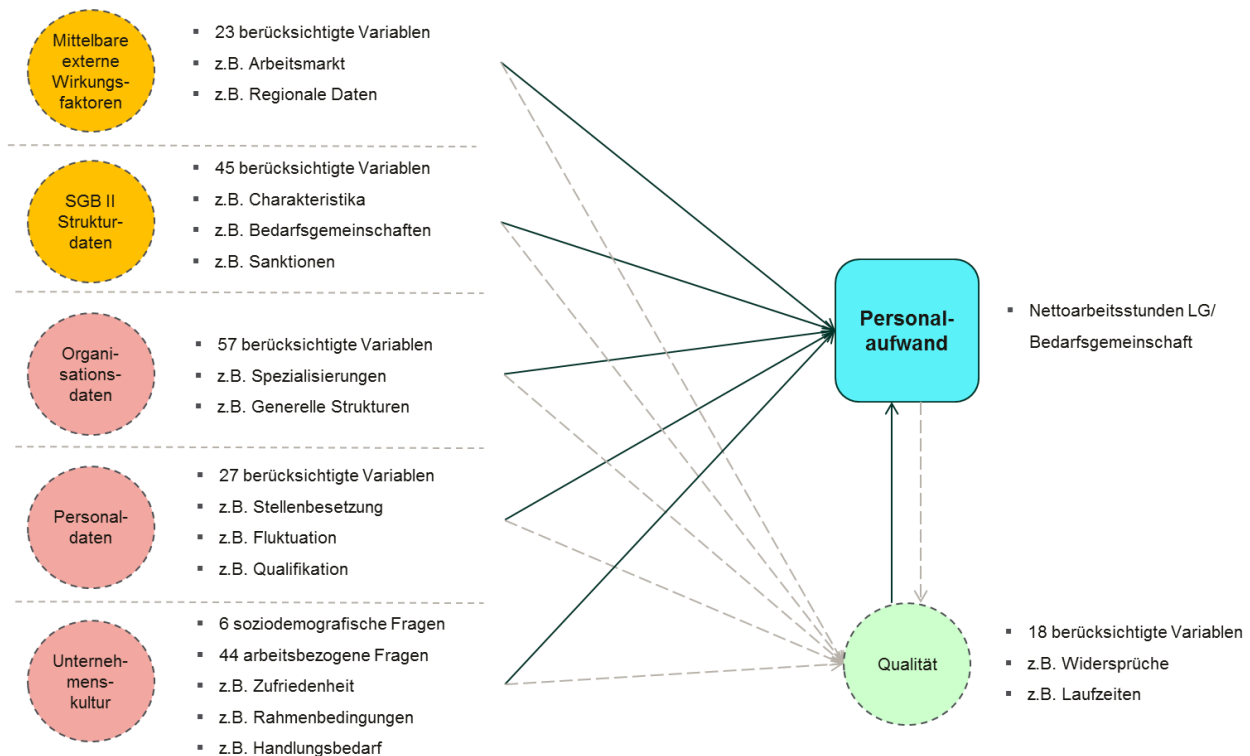 Mittelbare
externe
Wirkungs-
faktoren
▪ 23 berücksichtigte Variablen
▪ z.B. Arbeitsmarkt
▪ z.B. Regionale Daten
SGB II
Struktur-
daten
▪ 45 berücksichtigte Variablen
▪ z.B. Charakteristika
▪ z.B. Bedarfsgemeinschaften
▪ z.B. Sanktionen
Organi-
sations-
daten
▪ 57 berücksichtigte Variablen
▪ z.B. Spezialisierungen
▪ z.B. Generelle Strukturen
Personal-
daten
▪ 27 berücksichtigte Variablen
▪ z.B. Stellenbesetzung
▪ z.B. Fluktuation
▪ z.B. Qualifikation
Unterneh-
mens-
kultur
▪ 6 soziodemografische Fragen
▪ 44 arbeitsbezogene Fragen
▪ z.B. Zufriedenheit
▪ z.B. Rahmenbedingungen
▪ z.B. Handlungsbedarf
Personal-
aufwand
▪ Nettoarbeitsstunden LG/
Bedarfsgemeinschaft
Qualität
▪ 18 berücksichtigte Variablen
▪ z.B. Widersprüche
▪ z.B. Laufzeiten